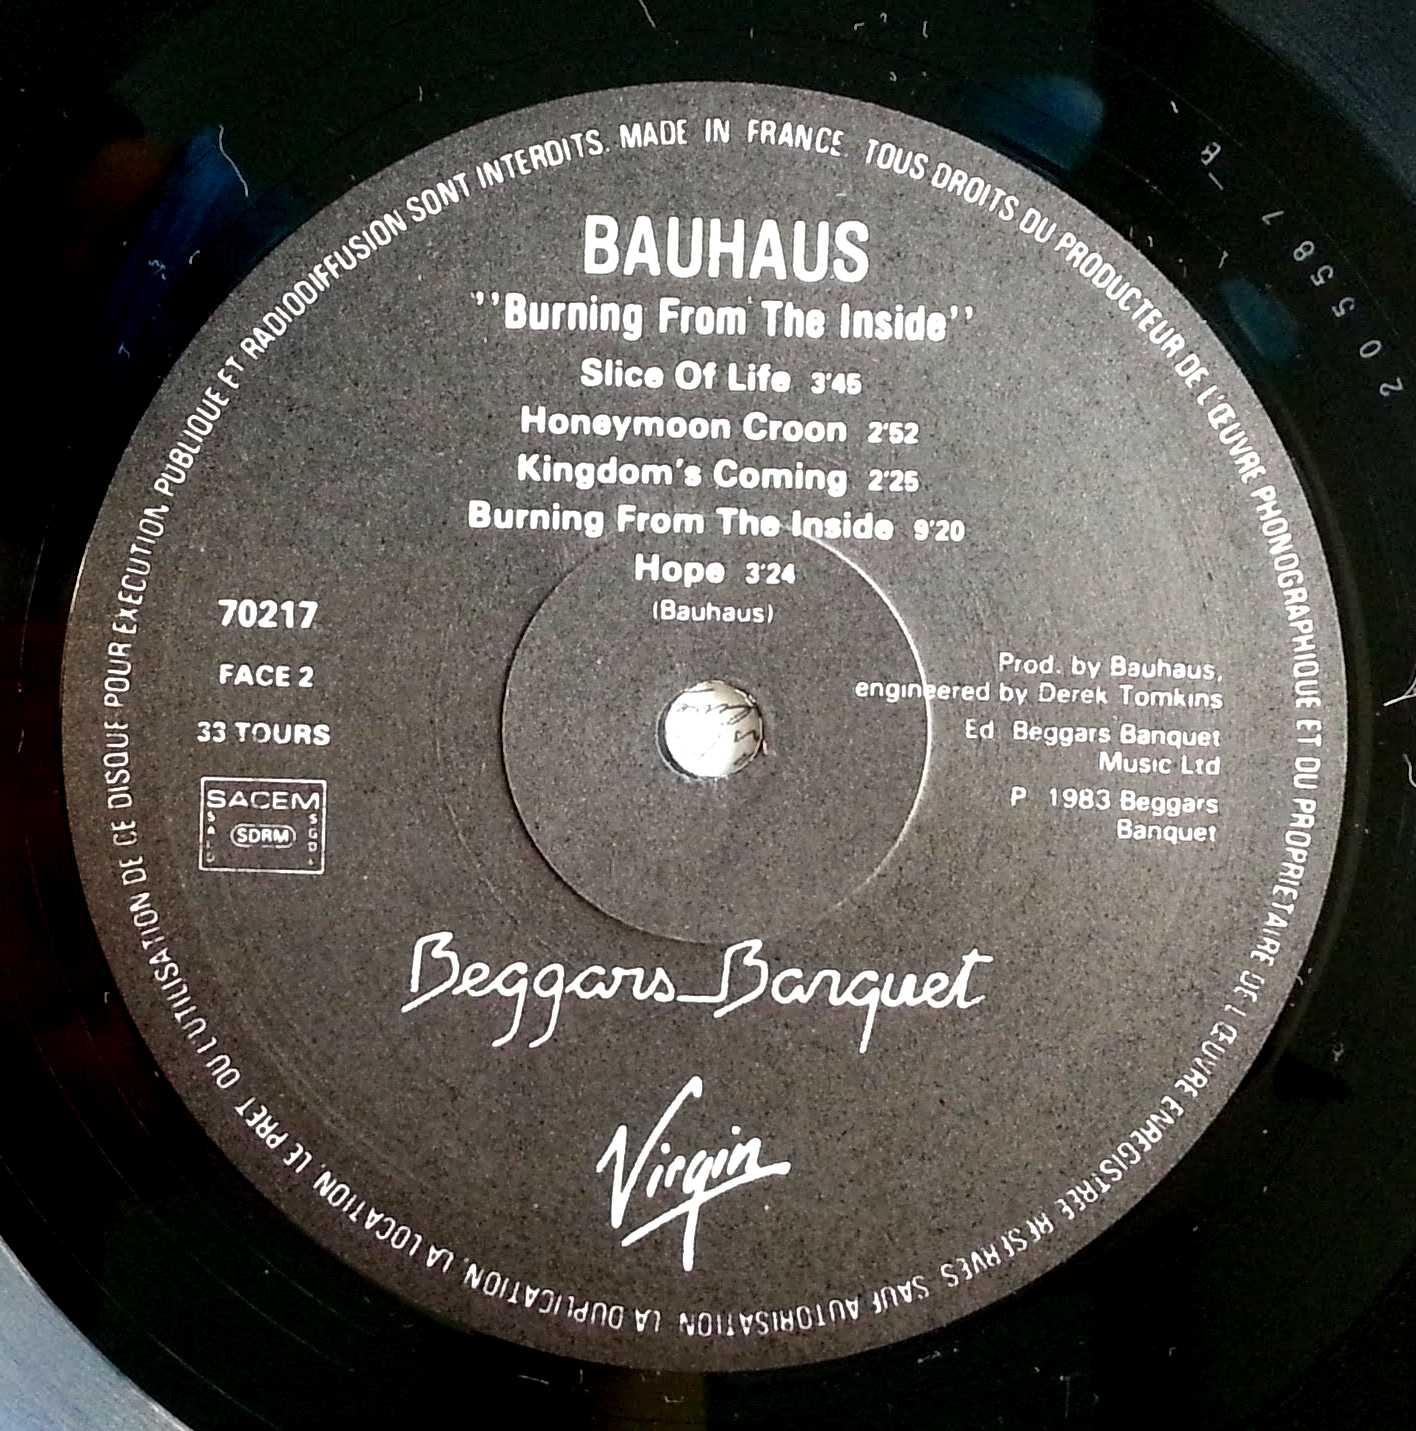 MADE IN FRANCE. TOUS DROITS DU PRODUCTEUR DE L'ŒUVRE PHONOGRAPHIQUE ET DU PROPRIETAIRE DE L'ŒUVRE ENREGISTREE RESERVES SAUF AUTORISATION LA DUPLICATION, LA LOCATION, LE PRET OU L'UTILISATION DE CE DISQUE POUR EXECUTION PUBLIQUE ET RADIODIFFUSION SONT INTERDITS.
BAUHAUS
''Burning From The Inside''
Slice Of Life 3'45
Honeymoon Croon 2'52
Kingdom's Coming 2'25
Burning From The Inside 9'20
Hope 3'24
(Bauhaus)
70217
FACE 2
33 TOURS
SACEM
SDRM
Prod. by Bauhaus,
engineered by Derek Tomkins
Ed Beggars Banquet
Music Ltd
P 1983 Beggars
Banquet
Beggars Banquet
Virgin